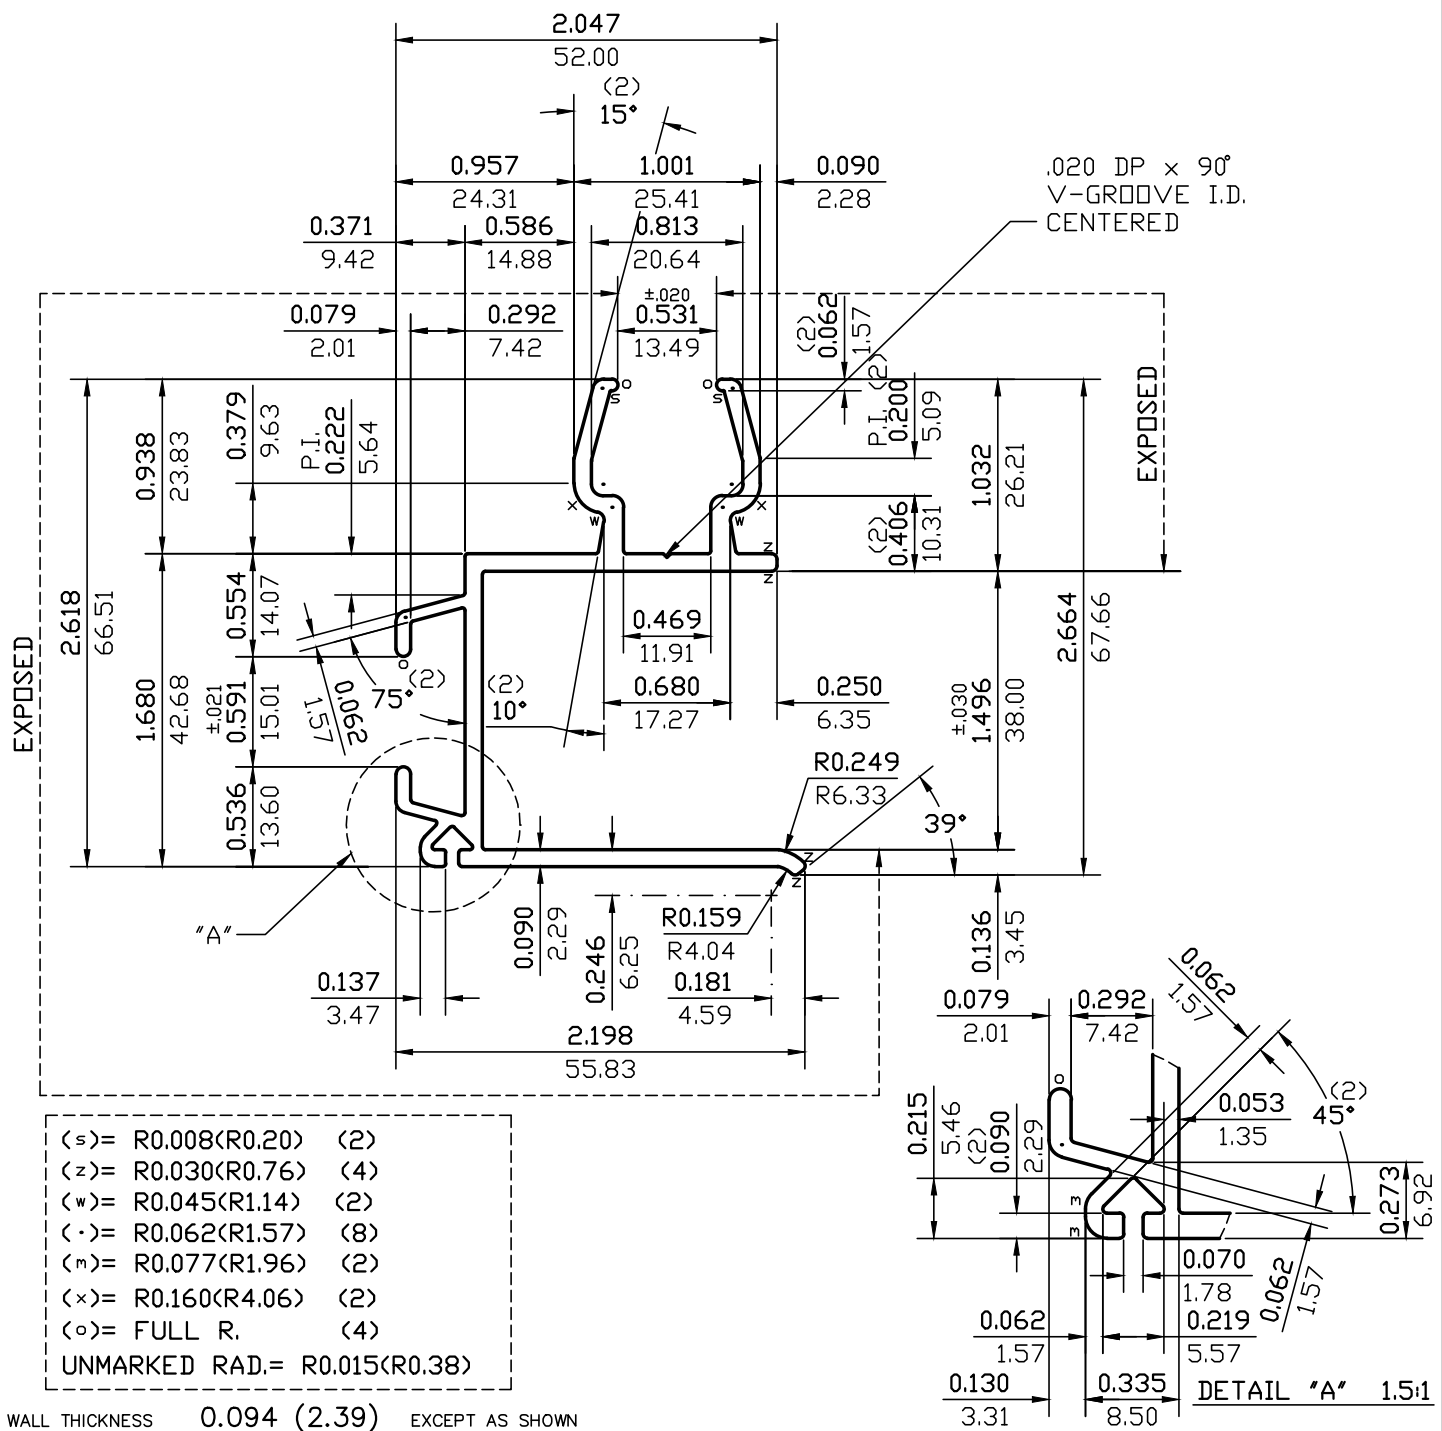 2.047
52.00
(2)
15°
0.957
24.31
1.001
25.41
0.090
2.28
.020 DP x 90°
V-GROOVE I.D.
CENTERED
0.371
9.42
0.586
14.88
0.813
20.64
±.020
0.531
13.49
0.079
2.01
0.292
7.42
(2)
0.062
1.57
P.I. (2)
0.200
5.09
EXPOSED
2.618
66.51
0.938
23.83
0.379
9.63
P.I.
0.222
5.64
O
O
S
S
X
X
W
W
Z
Z
1.032
26.21
(2)
0.406
10.31
2.664
67.66
EXPOSED
1.680
42.68
0.554
14.07
±.021
0.591
15.01
0.536
13.60
O
75°
(2)
0.062
1.57
(2)
10°
0.469
11.91
0.680
17.27
0.250
6.35
±.030
1.496
38.00
R0.249
R6.33
39°
Z
Z
"A"
0.090
2.29
0.246
6.25
R0.159
R4.04
0.136
3.45
0.137
3.47
0.181
4.59
2.198
55.83
0.079
2.01
0.292
7.42
0.062
1.57
O
0.215
5.46
(2)
0.090
2.29
0.053
1.35
(2)
45°
0.273
6.92
m
m
0.070
1.78
0.062
1.57
0.062
1.57
0.219
5.57
0.130
3.31
0.335
8.50
DETAIL "A" 1.5:1
(s)= R0.008(R0.20) (2)
(z)= R0.030(R0.76) (4)
(w)= R0.045(R1.14) (2)
(·)= R0.062(R1.57) (8)
(m)= R0.077(R1.96) (2)
(x)= R0.160(R4.06) (2)
(o)= FULL R. (4)
UNMARKED RAD.= R0.015(R0.38)
WALL THICKNESS 0.094 (2.39) EXCEPT AS SHOWN